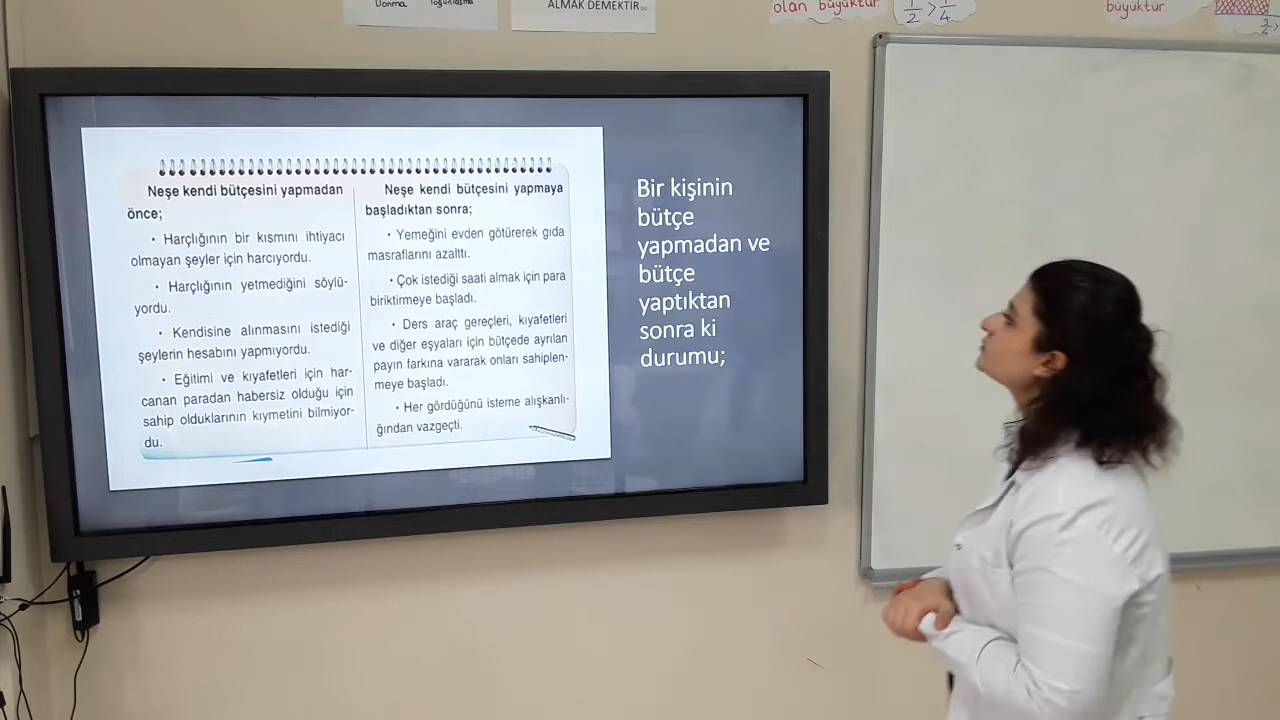 Donma
Yoğunlaşma
ALMAK DEMEKTİR...
olan büyüktür.
1/2 > 1/4
büyüktür
Neşe kendi bütçesini yapmadan
önce;
• Harçlığının bir kısmını ihtiyacı
olmayan şeyler için harcıyordu.
• Harçlığının yetmediğini söylü-
yordu.
• Kendisine alınmasını istediği
şeylerin hesabını yapmıyordu.
• Eğitimi ve kıyafetleri için har-
canan paradan habersiz olduğu için
sahip olduklarının kıymetini bilmiyor-
du.
Neşe kendi bütçesini yapmaya
başladıktan sonra;
• Yemeğini evden götürerek gıda
masraflarını azalttı.
• Çok istediği saati almak için para
biriktirmeye başladı.
• Ders araç gereçleri, kıyafetleri
ve diğer eşyaları için bütçede ayrılan
payın farkına vararak onları sahiplen-
meye başladı.
• Her gördüğünü isteme alışkanlı-
ğından vazgeçti.
Bir kişinin
bütçe
yapmadan ve
bütçe
yaptıktan
sonra ki
durumu;